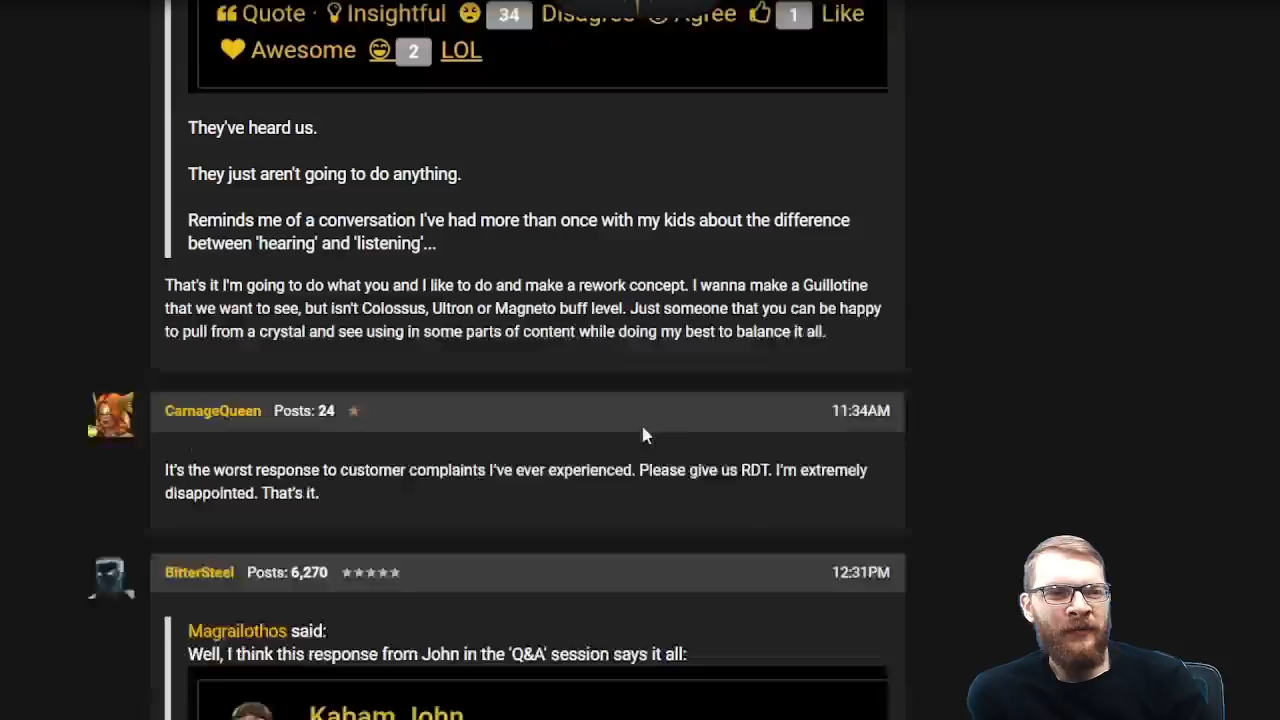 Quote · Insightful 34 Disagree Agree 1 Like
Awesome 2 LOL
They've heard us.
They just aren't going to do anything.
Reminds me of a conversation I've had more than once with my kids about the difference
between 'hearing' and 'listening'...
That's it I'm going to do what you and I like to do and make a rework concept. I wanna make a Guillotine
that we want to see, but isn't Colossus, Ultron or Magneto buff level. Just someone that you can be happy
to pull from a crystal and see using in some parts of content while doing my best to balance it all.
CarnageQueen Posts: 24 ★ 11:34AM
It's the worst response to customer complaints I've ever experienced. Please give us RDT. I'm extremely
disappointed. That's it.
BitterSteel Posts: 6,270 ★★★★★ 12:31PM
Magrailothos said:
Well, I think this response from John in the 'Q&A' session says it all:
Kabam John